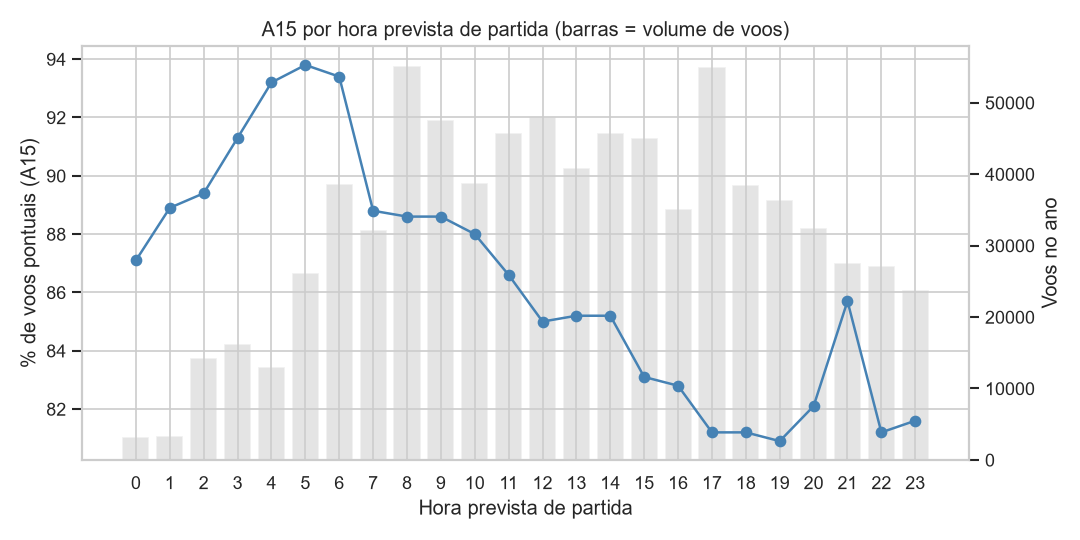 A15 por hora prevista de partida (barras = volume de voos)
% de voos pontuais (A15)
94
92
90
88
86
84
82
50000
40000
30000
20000
10000
0
Voos no ano
0 1 2 3 4 5 6 7 8 9 10 11 12 13 14 15 16 17 18 19 20 21 22 23
Hora prevista de partida